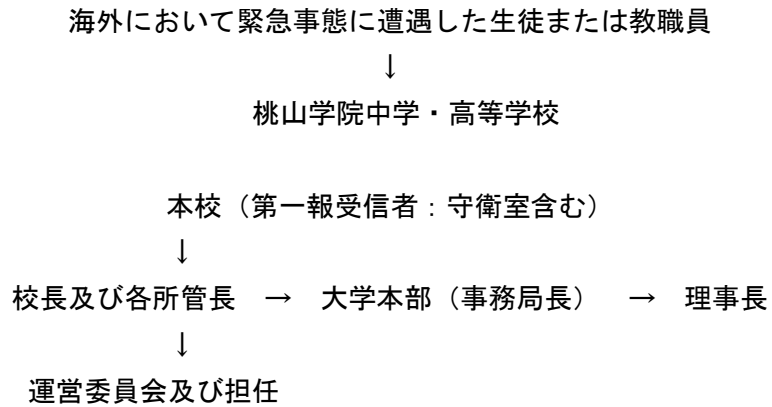 海外において緊急事態に遭遇した生徒または教職員
↓
桃山学院中学・高等学校
本校（第一報受信者：守衛室含む）
↓
校長及び各所管長　→　大学本部（事務局長）　→　理事長
↓
運営委員会及び担任